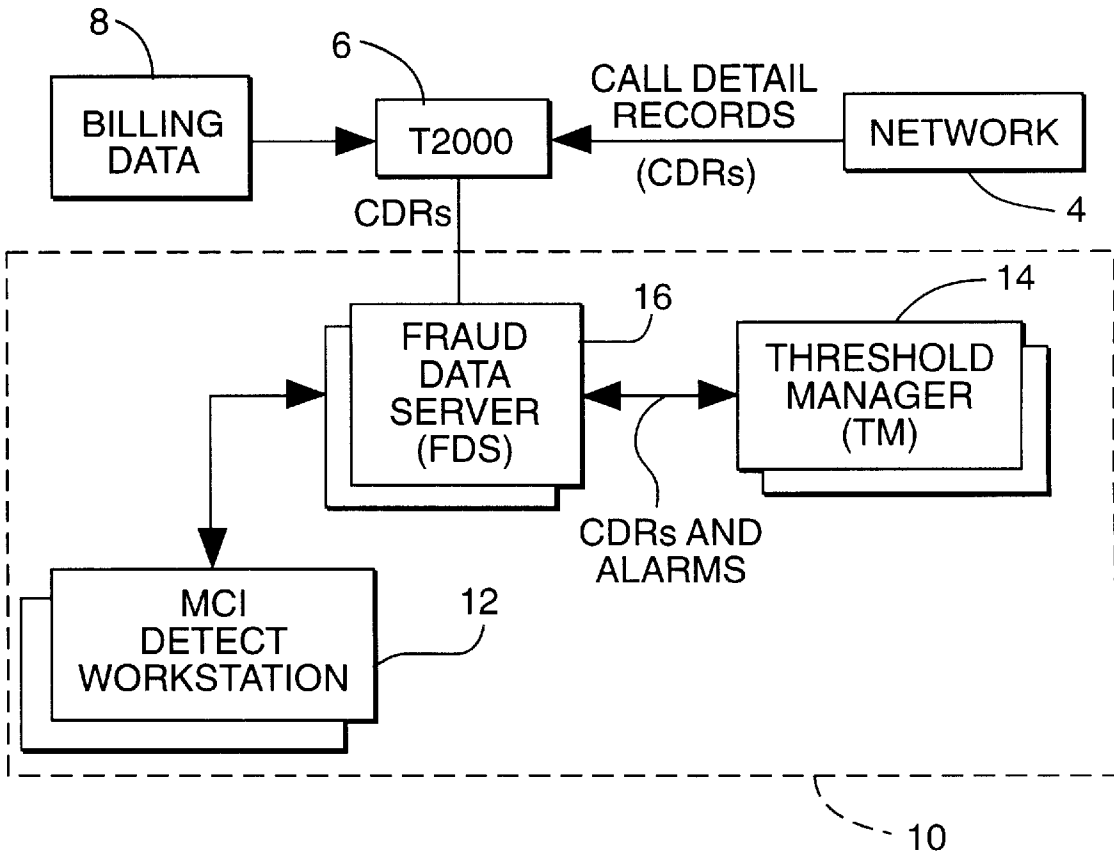 8
6
BILLING
DATA
T2000
CALL DETAIL
RECORDS
(CDRs)
NETWORK
4
CDRs
16
14
FRAUD
DATA
SERVER
(FDS)
THRESHOLD
MANAGER
(TM)
CDRs AND
ALARMS
MCI
DETECT
WORKSTATION
12
10